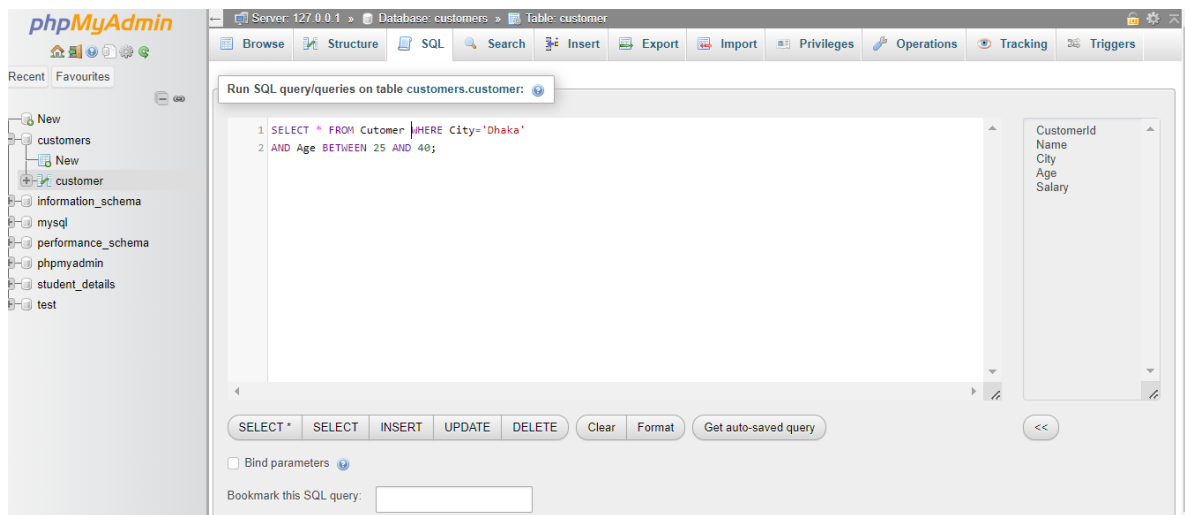 phpMyAdmin
Recent Favourites
New
customers
New
customer
information_schema
mysql
performance_schema
phpmyadmin
student_details
test
Server: 127.0.0.1 » Database: customers » Table: customer
Browse Structure SQL Search Insert Export Import Privileges Operations Tracking Triggers
Run SQL query/queries on table customers.customer:
1 SELECT * FROM Cutomer WHERE City='Dhaka'
2 AND Age BETWEEN 25 AND 40;
CustomerId
Name
City
Age
Salary
SELECT * SELECT INSERT UPDATE DELETE Clear Format Get auto-saved query <<
Bind parameters
Bookmark this SQL query: